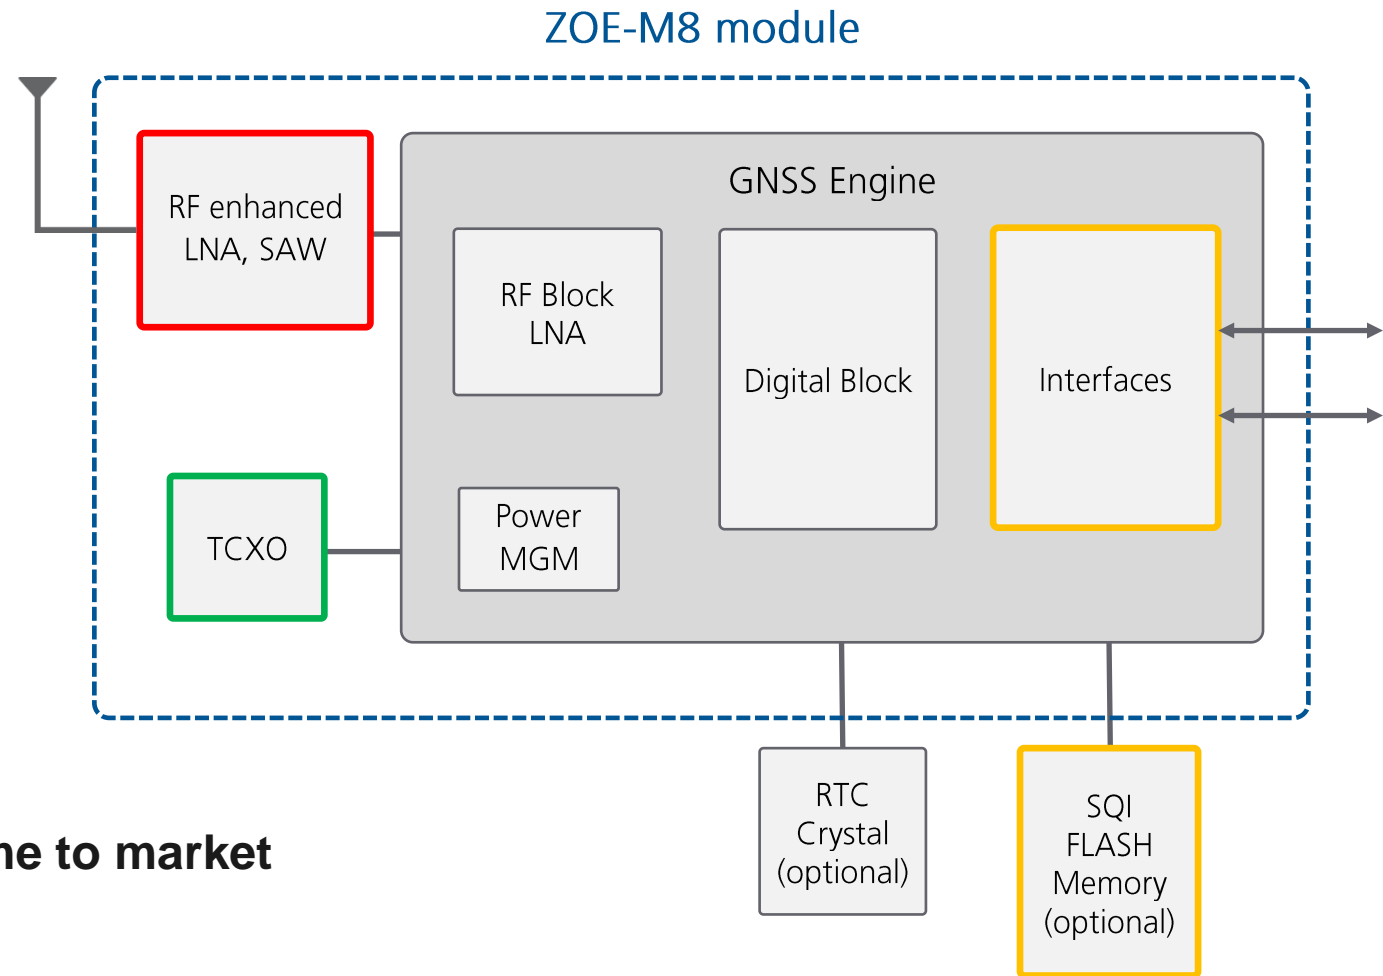 ZOE-M8 module
RF enhanced
LNA, SAW
GNSS Engine
RF Block
LNA
Digital Block
Interfaces
TCXO
Power
MGM
RTC
Crystal
(optional)
SQI
FLASH
Memory
(optional)
to market